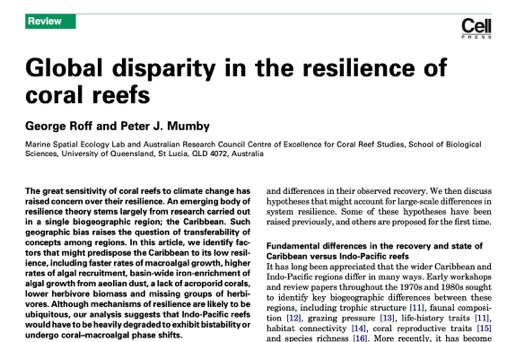 Review
Cell
PRESS
Global disparity in the resilience of
coral reefs
George Roff and Peter J. Mumby
Marine Spatial Ecology Lab and Australian Research Council Centre of Excellence for Coral Reef Studies, School of Biological
Sciences, University of Queensland, St Lucia, QLD 4072, Australia
The great sensitivity of coral reefs to climate change has
raised concern over their resilience. An emerging body of
resilience theory stems largely from research carried out
in a single biogeographic region; the Caribbean. Such
geographic bias raises the question of transferability of
concepts among regions. In this article, we identify fac-
tors that might predispose the Caribbean to its low resil-
ience, including faster rates of macroalgal growth, higher
rates of algal recruitment, basin-wide iron-enrichment of
algal growth from aeolian dust, a lack of acroporid corals,
lower herbivore biomass and missing groups of herbi-
vores. Although mechanisms of resilience are likely to be
ubiquitous, our analysis suggests that Indo-Pacific reefs
would have to be heavily degraded to exhibit bistability or
undergo coral–macroalgal phase shifts.
and differences in their observed recovery. We then discuss
hypotheses that might account for large-scale differences in
system resilience. Some of these hypotheses have been
raised previously, and others are proposed for the first time.
Fundamental differences in the recovery and state of
Caribbean versus Indo-Pacific reefs
It has long been appreciated that the wider Caribbean and
Indo-Pacific regions differ in many ways. Early workshops
and review papers throughout the 1970s and 1980s sought
to identify key biogeographic differences between these
regions, including trophic structure [11], faunal composi-
tion [12], grazing pressure [13], life-history traits [11],
habitat connectivity [14], coral reproductive traits [15]
and species richness [16]. More recently, it has become